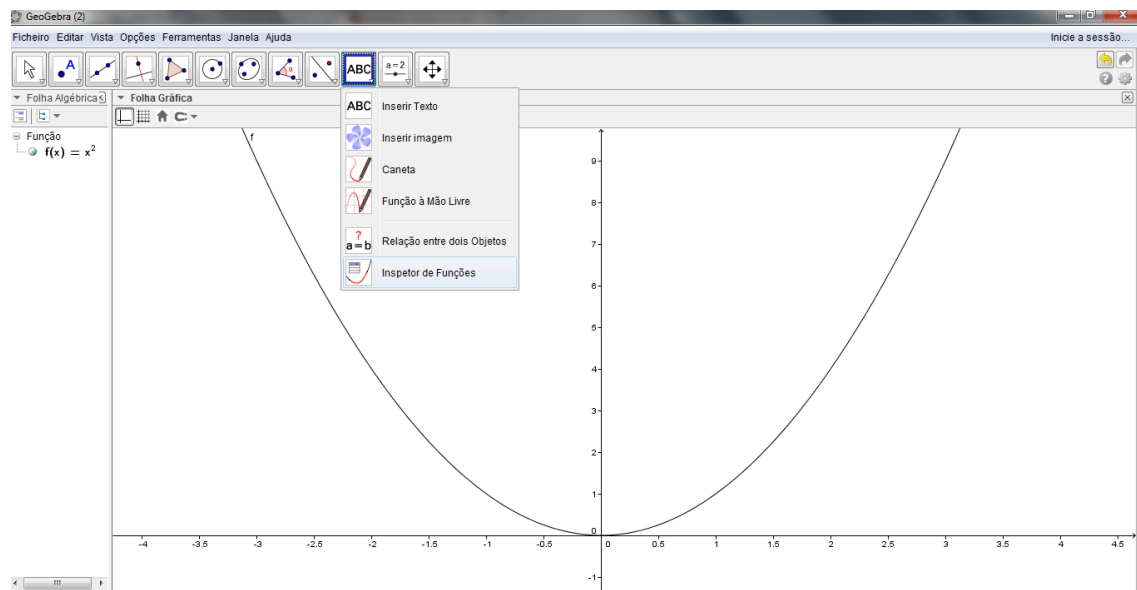 GeoGebra (2)
Ficheiro Editar Vista Opções Ferramentas Janela Ajuda Inicie a sessão...
A α ABC a=2
Folha Algébrica Folha Gráfica
Função
f(x) = x²
ABC Inserir Texto
Inserir imagem
Caneta
Função à Mão Livre
? a=b Relação entre dois Objetos
Inspetor de Funções
f
9
8
7
6
5
4
3
2
1
0
-4 -3.5 -3 -2.5 -2 -1.5 -1 -0.5 0 0.5 1 1.5 2 2.5 3 3.5 4 4.5
-1